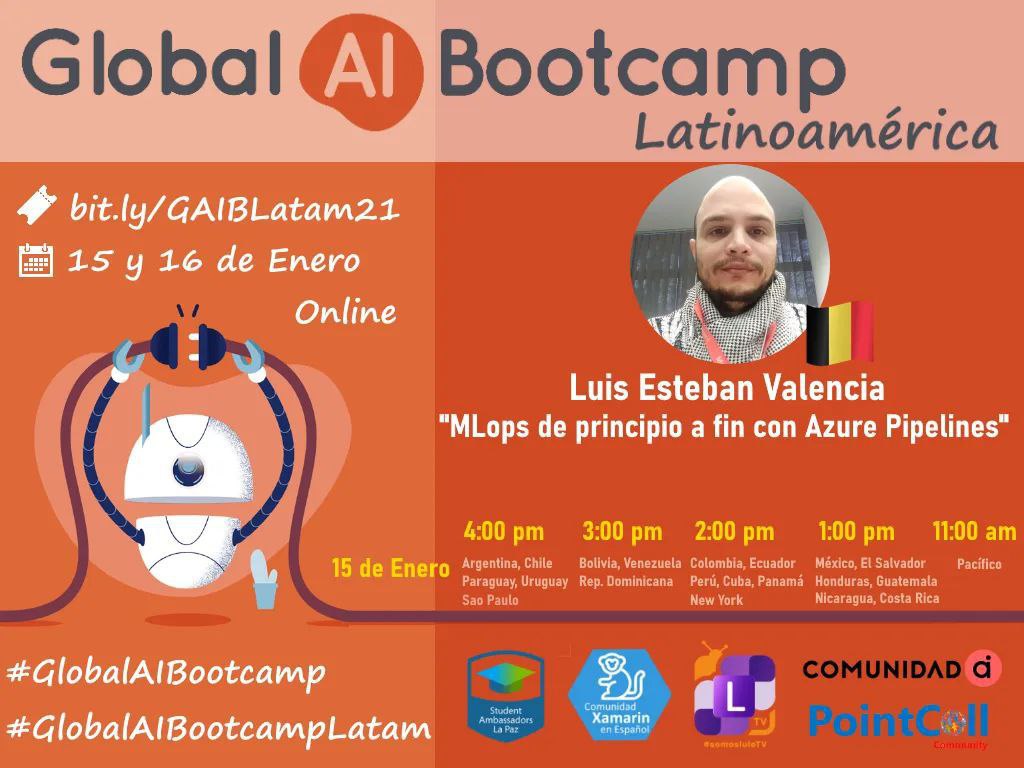 Global AI Bootcamp
Latinoamérica
bit.ly/GAIBLatam21
15 y 16 de Enero
Online
Luis Esteban Valencia
"MLops de principio a fin con Azure Pipelines"
15 de Enero
4:00 pm
Argentina, Chile
Paraguay, Uruguay
Sao Paulo
3:00 pm
Bolivia, Venezuela
Rep. Dominicana
2:00 pm
Colombia, Ecuador
Perú, Cuba, Panamá
New York
1:00 pm
México, El Salvador
Honduras, Guatemala
Nicaragua, Costa Rica
11:00 am
Pacífico
#GlobalAIBootcamp
#GlobalAIBootcampLatam
Student
Ambassadors
La Paz
Comunidad
Xamarin
en Español
L
TV
#somosluloTV
COMUNIDAD ai
PointColl
Community